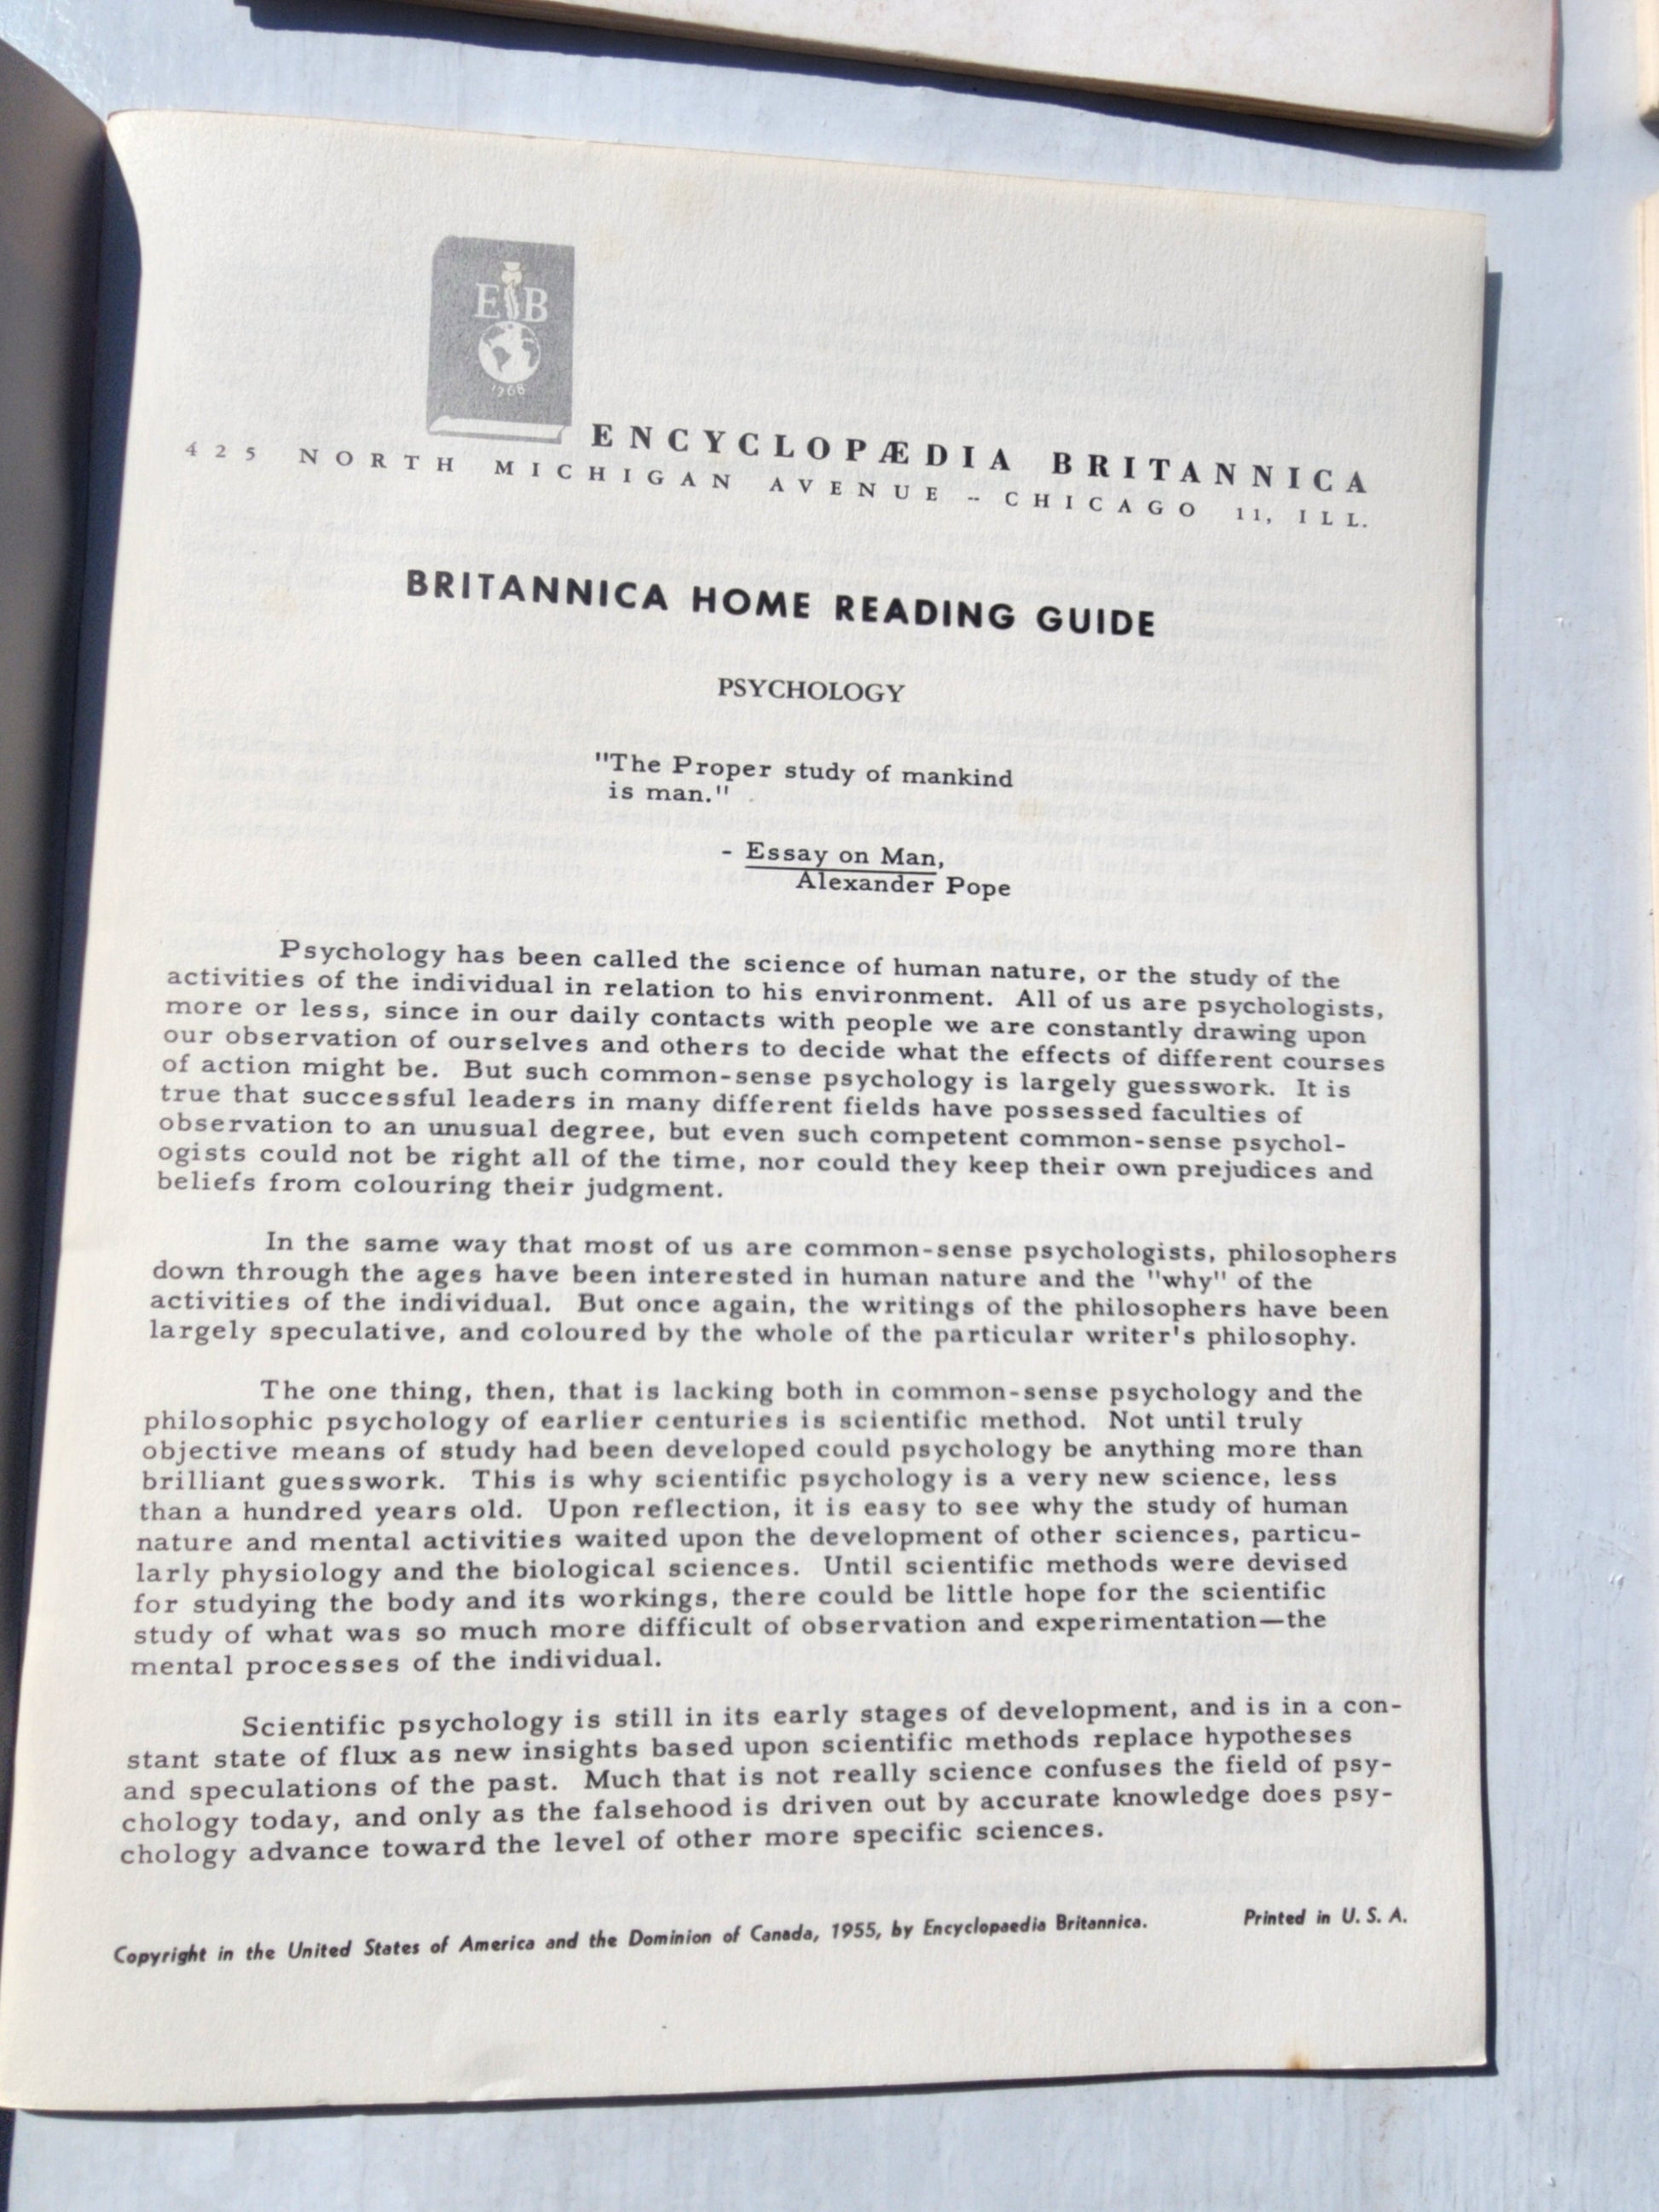 E B
1768
ENCYCLOPÆDIA BRITANNICA
425 NORTH MICHIGAN AVENUE -- CHICAGO 11, ILL.
BRITANNICA HOME READING GUIDE
PSYCHOLOGY
"The Proper study of mankind
is man."
- Essay on Man,
Alexander Pope
Psychology has been called the science of human nature, or the study of the
activities of the individual in relation to his environment. All of us are psychologists,
more or less, since in our daily contacts with people we are constantly drawing upon
our observation of ourselves and others to decide what the effects of different courses
of action might be. But such common-sense psychology is largely guesswork. It is
true that successful leaders in many different fields have possessed faculties of
observation to an unusual degree, but even such competent common-sense psychol-
ogists could not be right all of the time, nor could they keep their own prejudices and
beliefs from colouring their judgment.
In the same way that most of us are common-sense psychologists, philosophers
down through the ages have been interested in human nature and the "why" of the
activities of the individual. But once again, the writings of the philosophers have been
largely speculative, and coloured by the whole of the particular writer's philosophy.
The one thing, then, that is lacking both in common-sense psychology and the
philosophic psychology of earlier centuries is scientific method. Not until truly
objective means of study had been developed could psychology be anything more than
brilliant guesswork. This is why scientific psychology is a very new science, less
than a hundred years old. Upon reflection, it is easy to see why the study of human
nature and mental activities waited upon the development of other sciences, particu-
larly physiology and the biological sciences. Until scientific methods were devised
for studying the body and its workings, there could be little hope for the scientific
study of what was so much more difficult of observation and experimentation—the
mental processes of the individual.
Scientific psychology is still in its early stages of development, and is in a con-
stant state of flux as new insights based upon scientific methods replace hypotheses
and speculations of the past. Much that is not really science confuses the field of psy-
chology today, and only as the falsehood is driven out by accurate knowledge does psy-
chology advance toward the level of other more specific sciences.
Copyright in the United States of America and the Dominion of Canada, 1955, by Encyclopaedia Britannica. Printed in U. S. A.